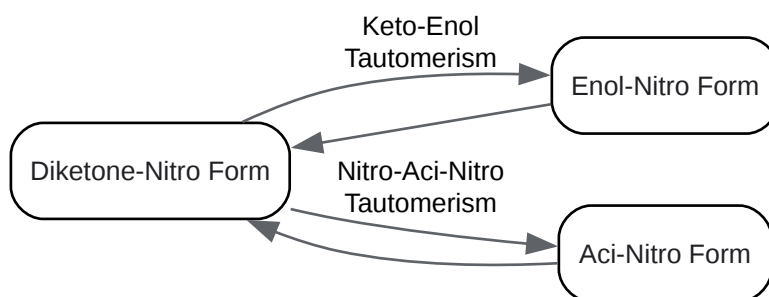 Keto-Enol
Tautomerism
Enol-Nitro Form
Diketone-Nitro Form
Nitro-Aci-Nitro
Tautomerism
Aci-Nitro Form